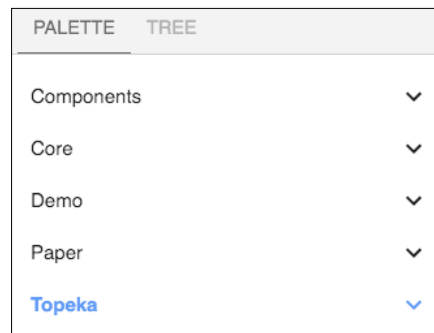 PALETTE TREE
Components
Core
Demo
Paper
Topeka